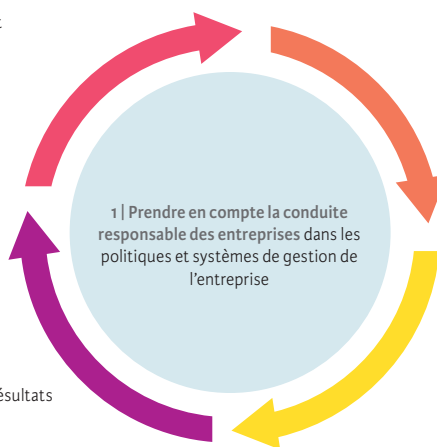 1 | Prendre en compte la conduite
responsable des entreprises dans les
politiques et systèmes de gestion de
l'entreprise